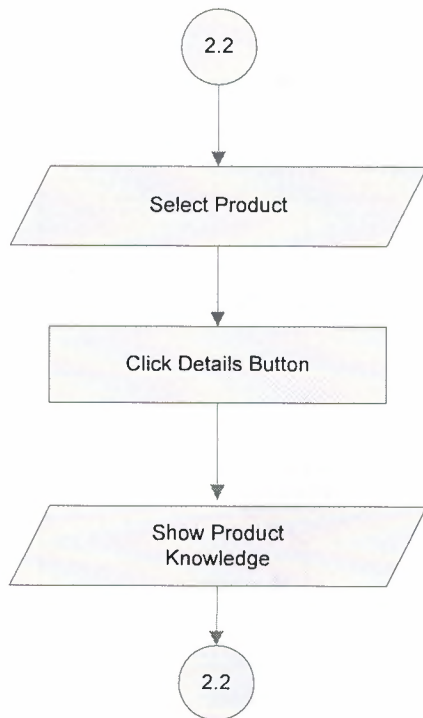 2.2
Select Product
Click Details Button
Show Product
Knowledge
2.2